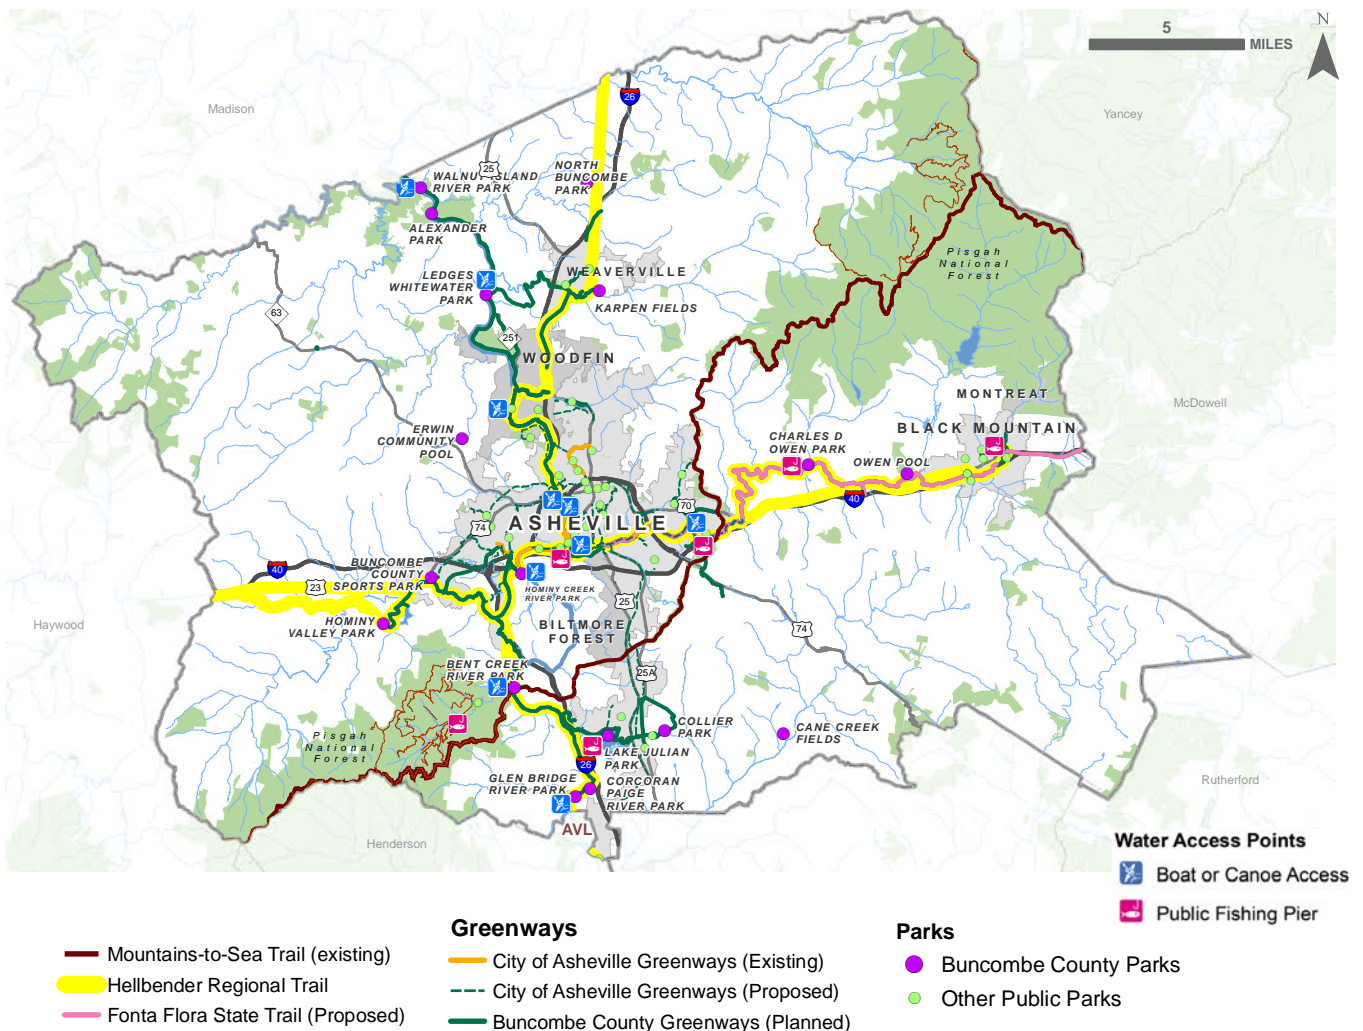 5
MILES
N
Madison
Yancey
26
25
WALNUT ISLAND
RIVER PARK
NORTH
BUNCOMBE
PARK
ALEXANDER
PARK
Pisgah
National
Forest
LEDGES
WHITEWATER
PARK
WEAVERVILLE
KARPEN FIELDS
63
251
WOODFIN
MONTREAT
McDowell
BLACK MOUNTAIN
ERWIN
COMMUNITY
POOL
CHARLES D
OWEN PARK
OWEN POOL
40
70
ASHEVILLE
74
BUNCOMBE
COUNTY
SPORTS PARK
40
23
HOMINY CREEK
RIVER PARK
25
HOMINY
VALLEY PARK
BILTMORE
FOREST
74
Haywood
BENT CREEK
RIVER PARK
25A
COLLIER
PARK
CANE CREEK
FIELDS
Pisgah
National
Forest
LAKE JULIAN
PARK
26
GLEN BRIDGE
RIVER PARK
CORCORAN
PAIGE
RIVER PARK
Rutherford
AVL
Henderson
Water Access Points
Boat or Canoe Access
Public Fishing Pier
Mountains-to-Sea Trail (existing)
Hellbender Regional Trail
Fonta Flora State Trail (Proposed)
Greenways
City of Asheville Greenways (Existing)
City of Asheville Greenways (Proposed)
Buncombe County Greenways (Planned)
Parks
Buncombe County Parks
Other Public Parks